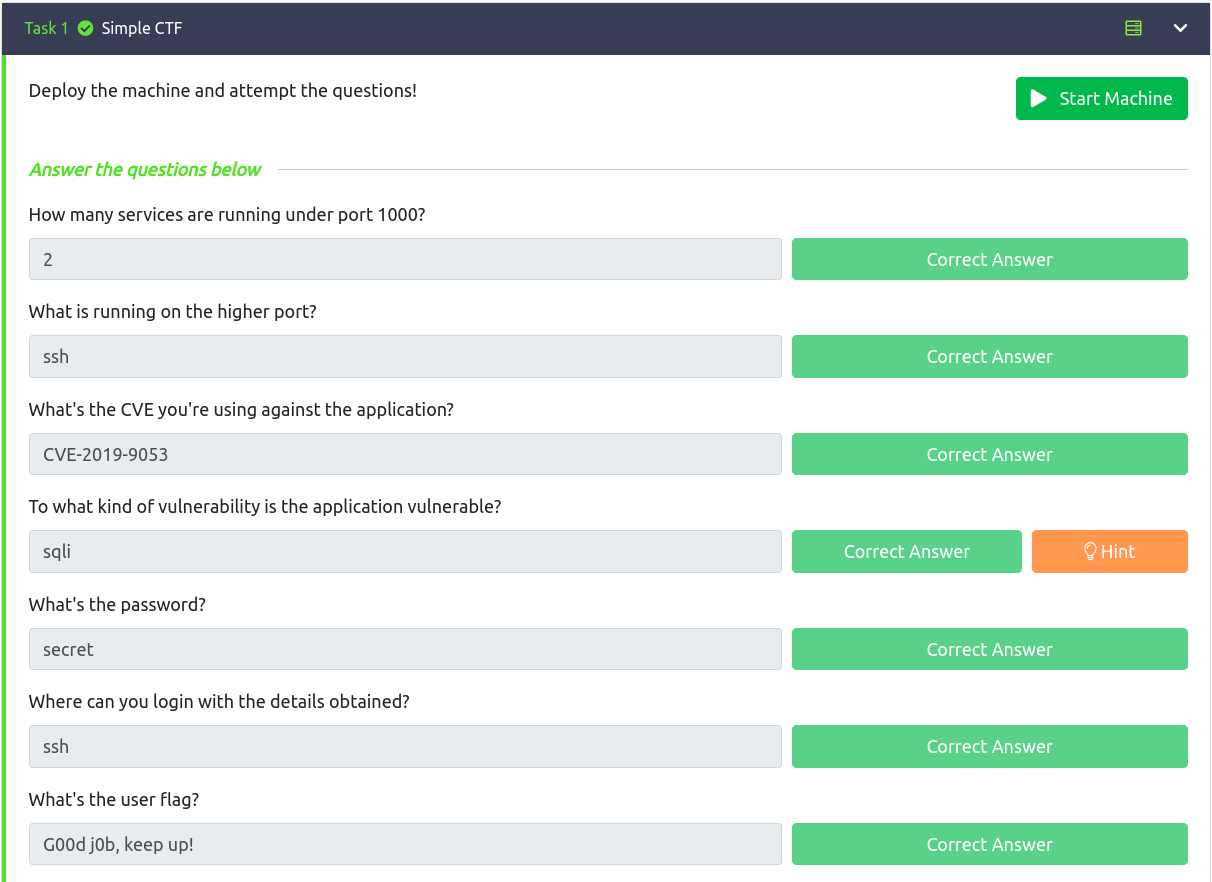 Task 1 Simple CTF
Deploy the machine and attempt the questions!
Start Machine
Answer the questions below
How many services are running under port 1000?
2
Correct Answer
What is running on the higher port?
ssh
Correct Answer
What's the CVE you're using against the application?
CVE-2019-9053
Correct Answer
To what kind of vulnerability is the application vulnerable?
sqli
Correct Answer
Hint
What's the password?
secret
Correct Answer
Where can you login with the details obtained?
ssh
Correct Answer
What's the user flag?
G00d j0b, keep up!
Correct Answer